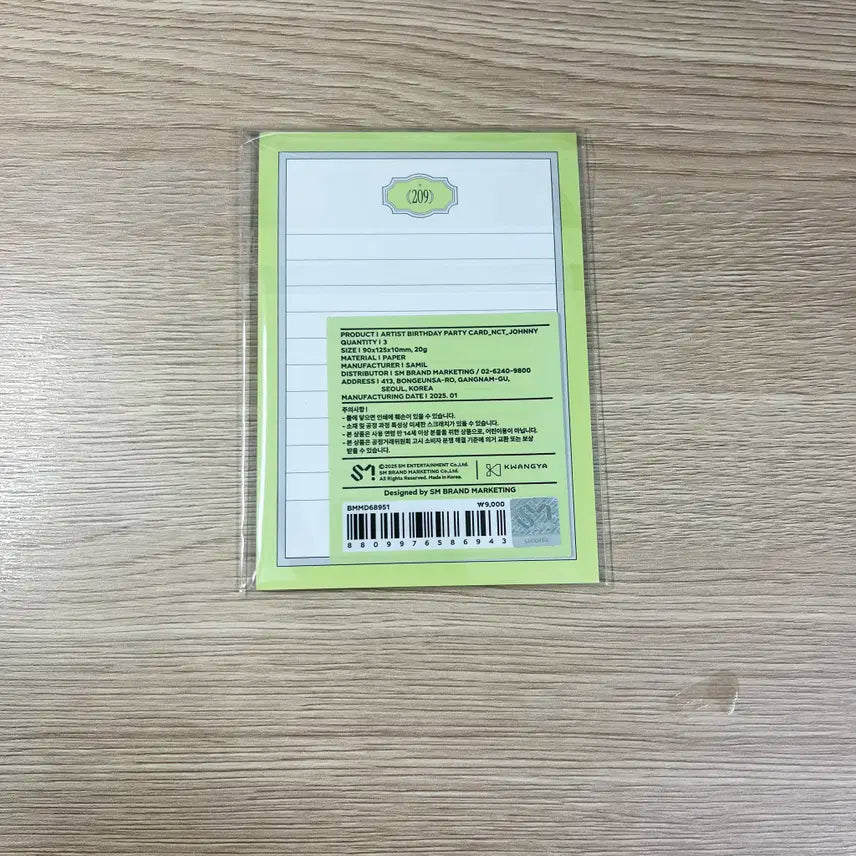 209
PRODUCT | ARTIST BIRTHDAY PARTY CARD_NCT_JOHNNY
QUANTITY | 3
SIZE | 90x125x10mm, 20g
MATERIAL | PAPER
MANUFACTURER | SAMIL
DISTRIBUTOR | SM BRAND MARKETING / 02-6240-9800
ADDRESS | 413, BONGEUNSA-RO, GANGNAM-GU,
SEOUL, KOREA
MANUFACTURING DATE | 2025. 01
주의사항 |
- 물에 닿으면 인쇄에 훼손이 있을 수 있습니다.
- 소재 및 공정 과정 특성상 미세한 스크래치가 있을 수 있습니다.
- 본 상품은 사용 연령 만 14세 이상 분들을 위한 상품으로, 어린이용이 아닙니다.
- 본 상품은 공정거래위원회 고시 소비자 분쟁 해결 기준에 의거 교환 또는 보상
받을 수 있습니다.
SM
©2025 SM ENTERTAINMENT Co.,Ltd.
SM BRAND MARKETING Co.,Ltd.
All Rights Reserved. Made in Korea.
KWANGYA
Designed by SM BRAND MARKETING
BMMD68951
₩9,000
8809976586943
SM